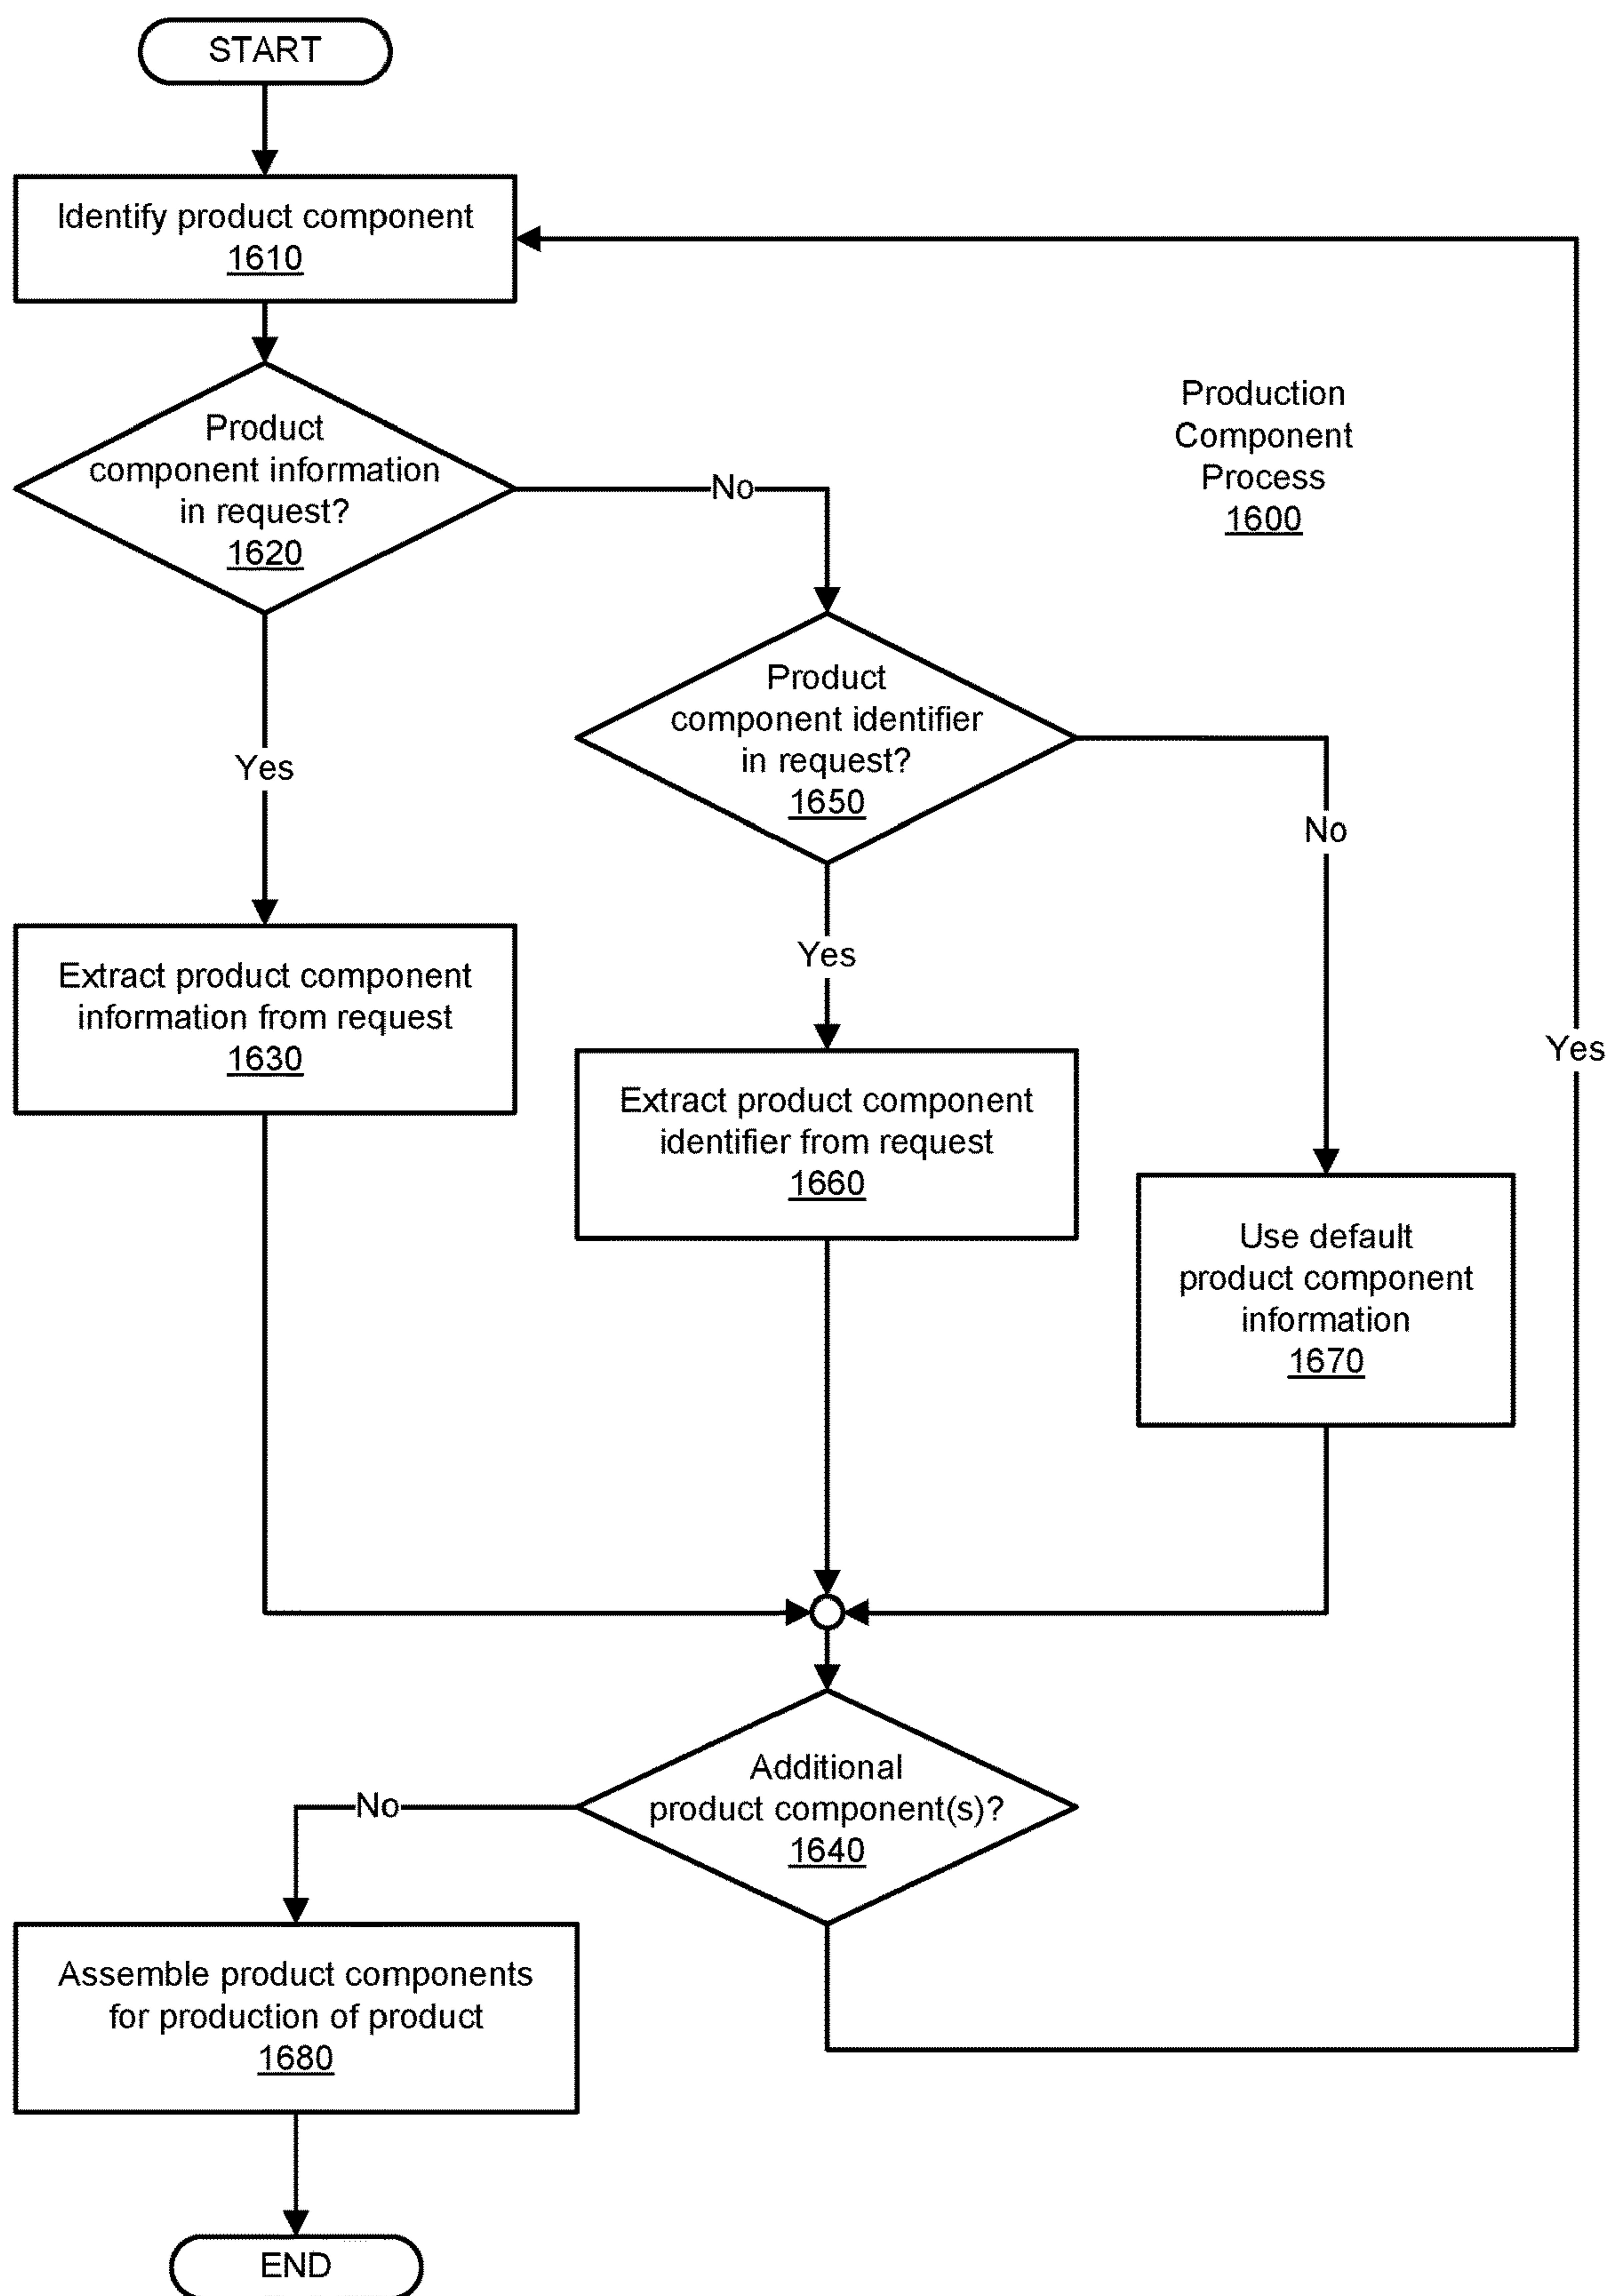 START
Identify product component
1610
Product
component information
in request?
1620
No
Production
Component
Process
1600
Product
component identifier
in request?
1650
Yes
No
Extract product component
information from request
1630
Yes
Extract product component
identifier from request
1660
Yes
Use default
product component
information
1670
Additional
product component(s)?
1640
No
Assemble product components
for production of product
1680
END